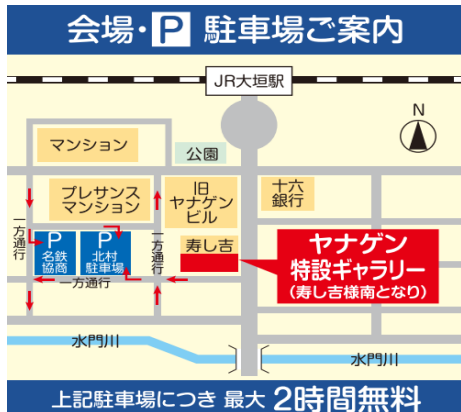 会場・P 駐車場ご案内
JR大垣駅
N
マンション
公園
プレサンス
マンション
旧
ヤナゲン
ビル
十六
銀行
一方通行
P
名鉄
協商
P
北村
駐車場
一方通行
寿し吉
ヤナゲン
特設ギャラリー
(寿し吉様南となり)
一方通行
水門川
水門川
上記駐車場につき 最大 2時間無料